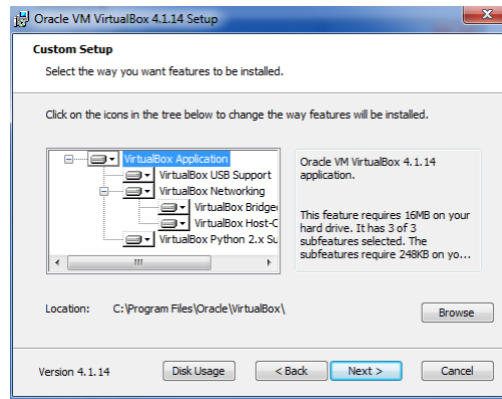 Oracle VM VirtualBox 4.1.14 Setup
Custom Setup
Select the way you want features to be installed.
Click on the icons in the tree below to change the way features will be installed.
VirtualBox Application
VirtualBox USB Support
VirtualBox Networking
VirtualBox Bridge
VirtualBox Host-C
VirtualBox Python 2.x Su
Oracle VM VirtualBox 4.1.14
application.
This feature requires 16MB on your
hard drive. It has 3 of 3
subfeatures selected. The
subfeatures require 248KB on yo...
Location: C:\Program Files\Oracle\VirtualBox\
Browse
Version 4.1.14
Disk Usage
< Back
Next >
Cancel